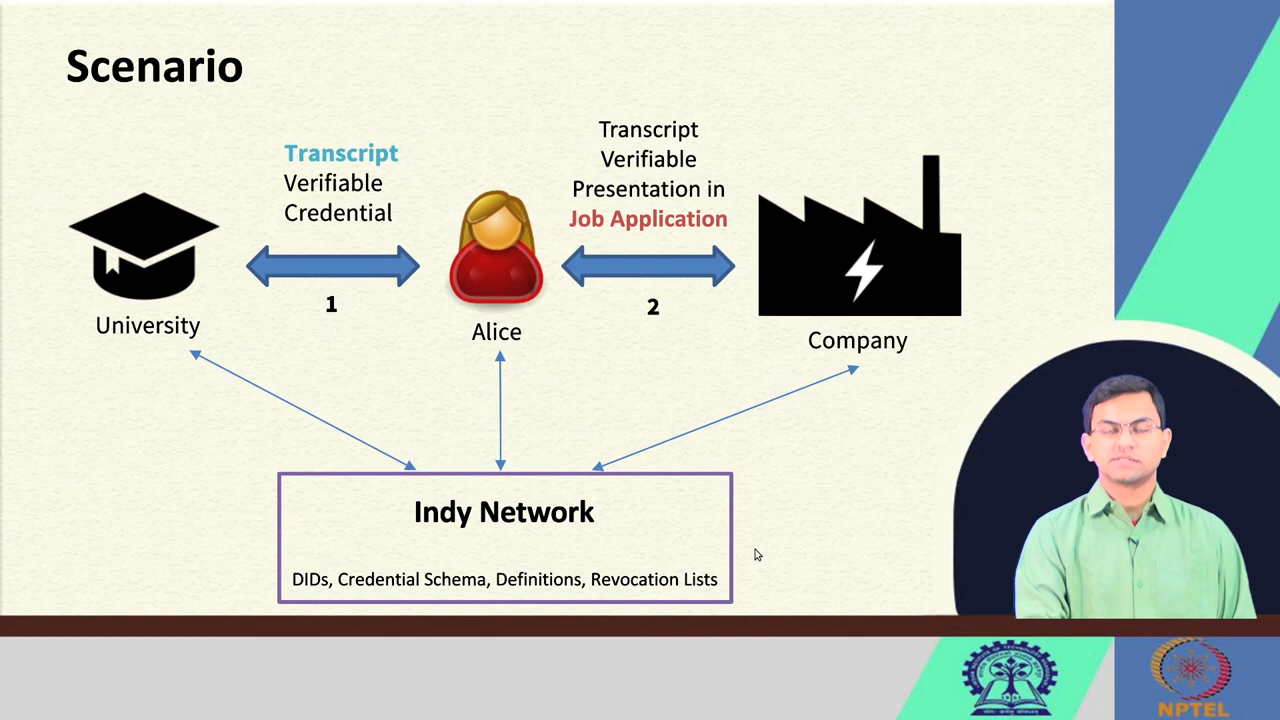 Scenario
Transcript
Verifiable
Credential
Transcript
Verifiable
Presentation in
Job Application
1
2
University
Alice
Company
Indy Network
DIDs, Credential Schema, Definitions, Revocation Lists
NPTEL